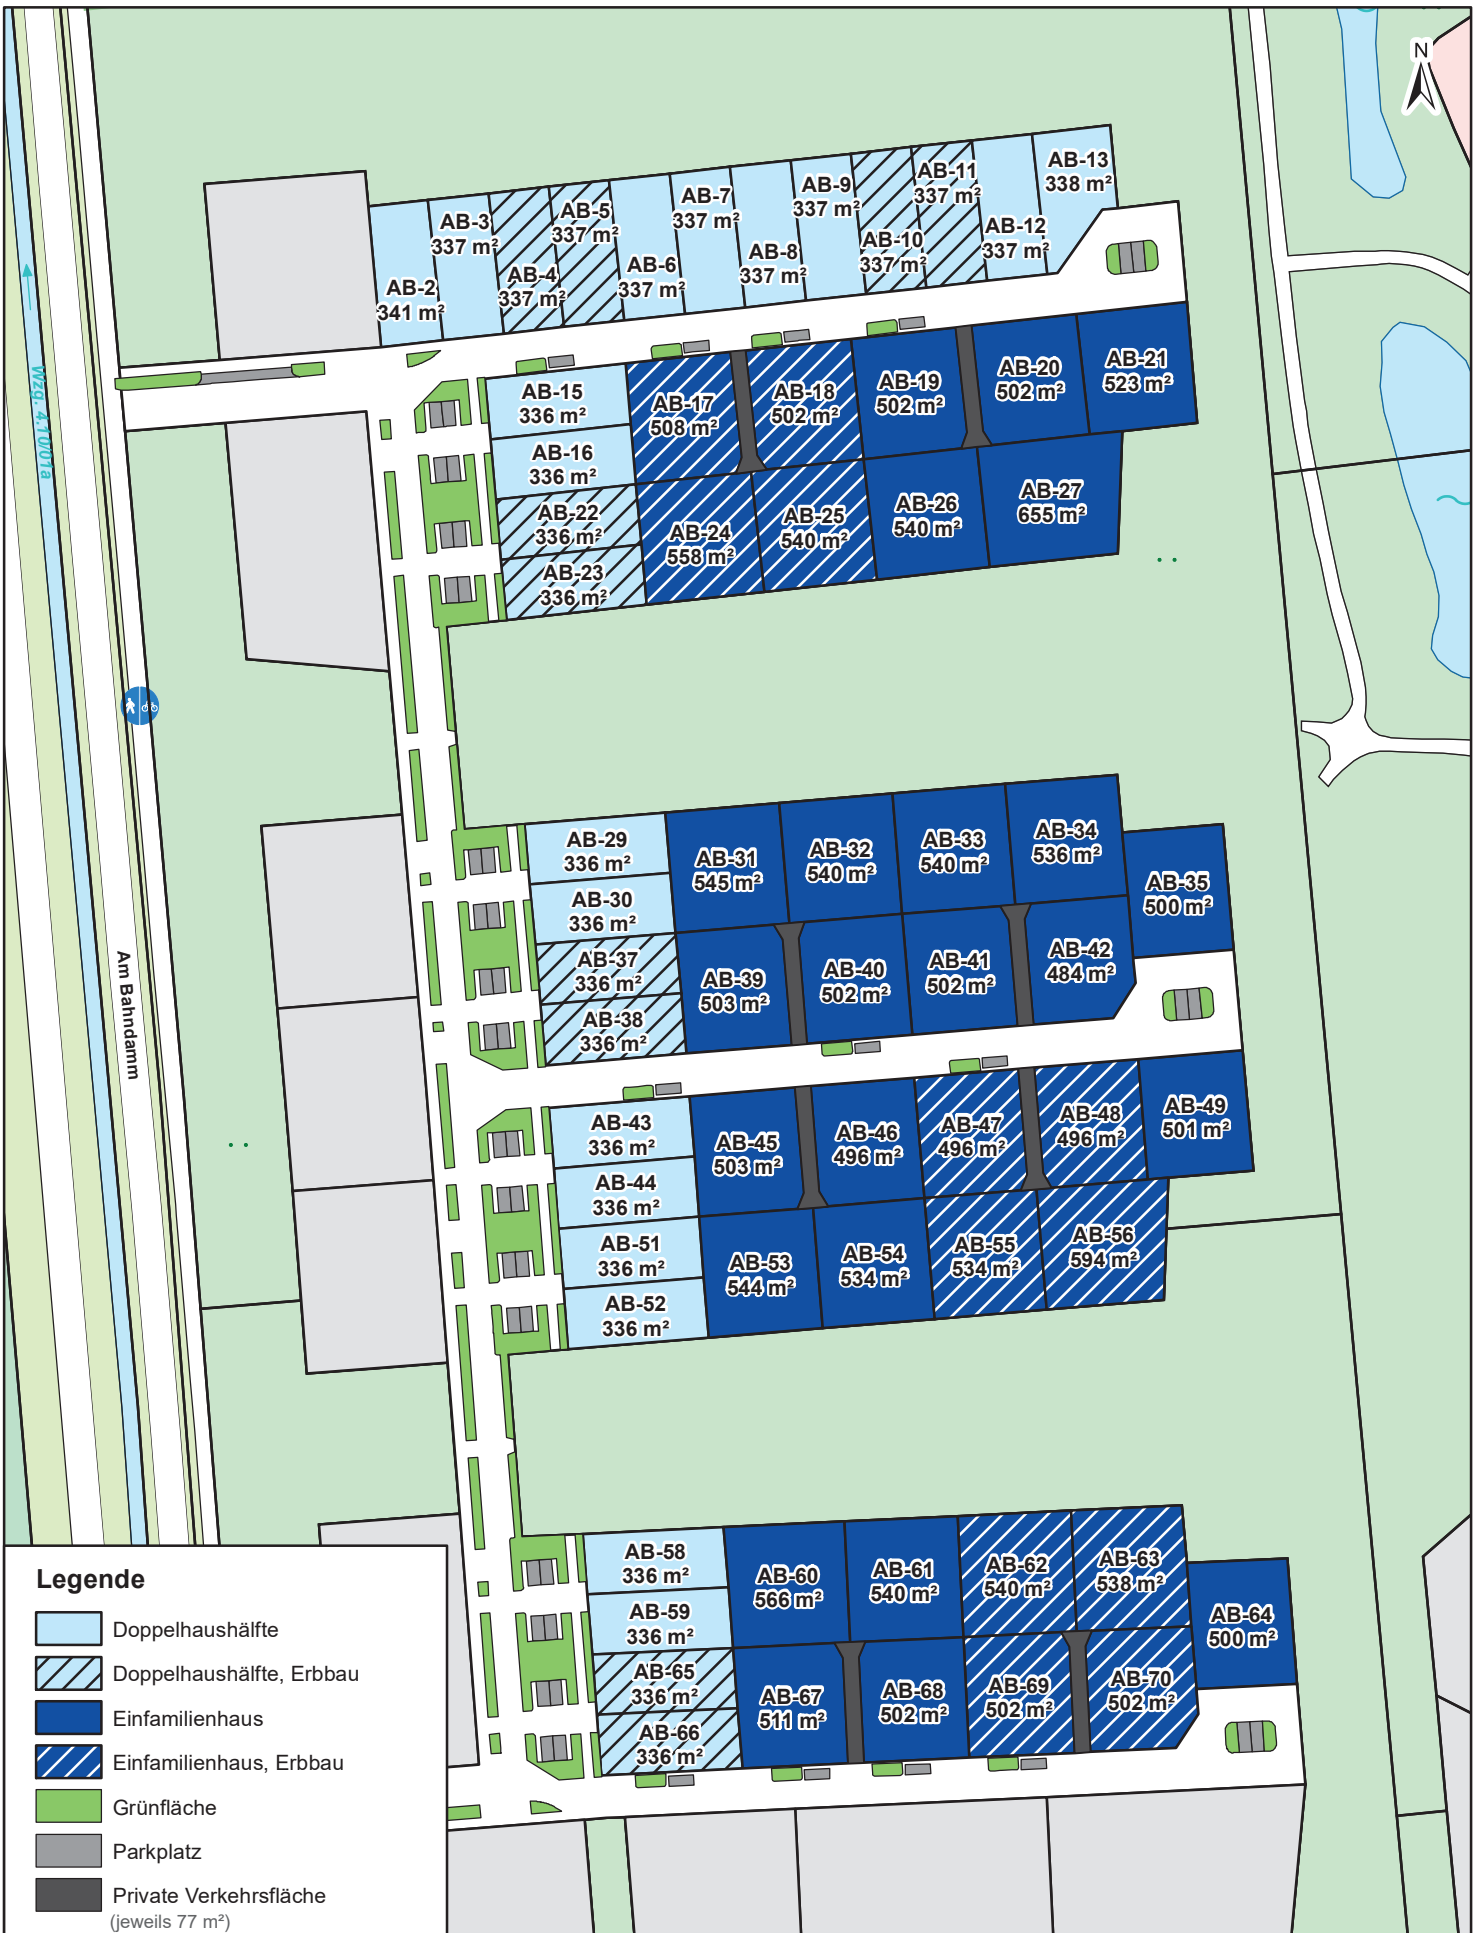 N
AB-2
341 m²
AB-3
337 m²
AB-4
337 m²
AB-5
337 m²
AB-6
337 m²
AB-7
337 m²
AB-8
337 m²
AB-9
337 m²
AB-10
337 m²
AB-11
337 m²
AB-12
337 m²
AB-13
338 m²
AB-15
336 m²
AB-16
336 m²
AB-17
508 m²
AB-18
502 m²
AB-19
502 m²
AB-20
502 m²
AB-21
523 m²
AB-22
336 m²
AB-23
336 m²
AB-24
558 m²
AB-25
540 m²
AB-26
540 m²
AB-27
655 m²
Wzg. 4.10/01a
Am Bahndamm
AB-29
336 m²
AB-30
336 m²
AB-31
545 m²
AB-32
540 m²
AB-33
540 m²
AB-34
536 m²
AB-35
500 m²
AB-37
336 m²
AB-38
336 m²
AB-39
503 m²
AB-40
502 m²
AB-41
502 m²
AB-42
484 m²
AB-43
336 m²
AB-44
336 m²
AB-45
503 m²
AB-46
496 m²
AB-47
496 m²
AB-48
496 m²
AB-49
501 m²
AB-51
336 m²
AB-52
336 m²
AB-53
544 m²
AB-54
534 m²
AB-55
534 m²
AB-56
594 m²
AB-58
336 m²
AB-59
336 m²
AB-60
566 m²
AB-61
540 m²
AB-62
540 m²
AB-63
538 m²
AB-64
500 m²
AB-65
336 m²
AB-66
336 m²
AB-67
511 m²
AB-68
502 m²
AB-69
502 m²
AB-70
502 m²
Legende
Doppelhaushälfte
Doppelhaushälfte, Erbbau
Einfamilienhaus
Einfamilienhaus, Erbbau
Grünfläche
Parkplatz
Private Verkehrsfläche
(jeweils 77 m²)